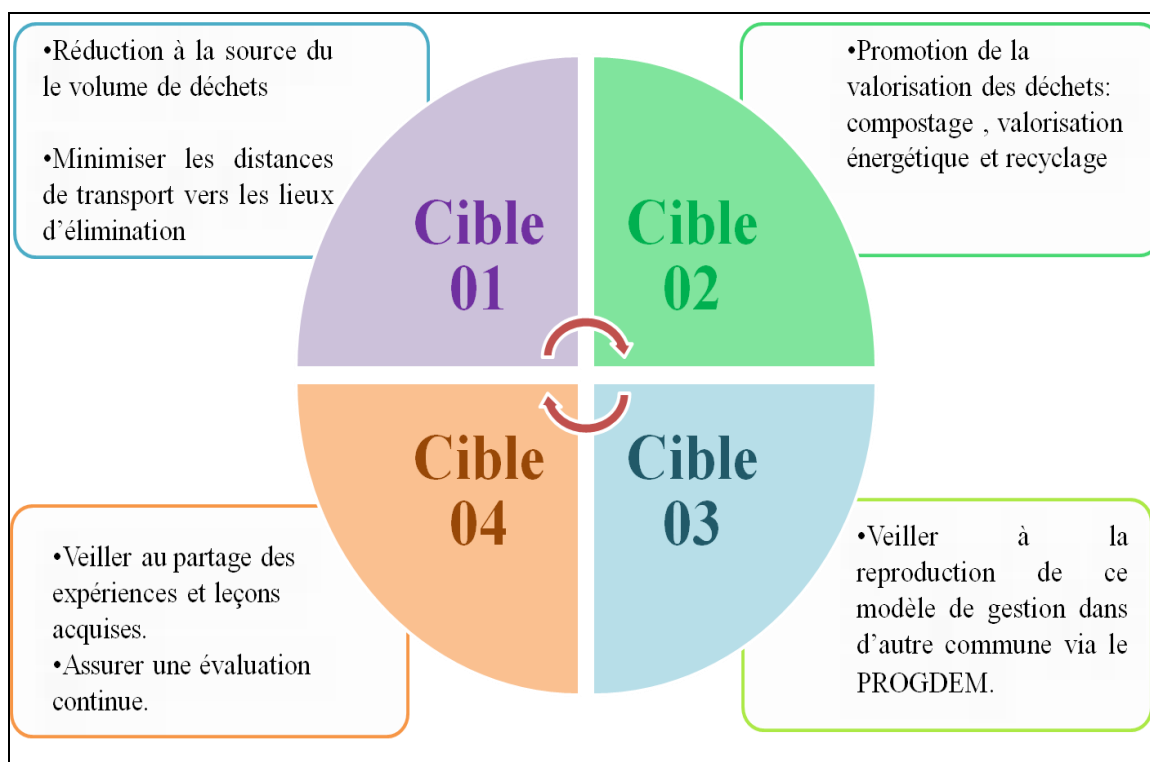 •Réduction à la source du
le volume de déchets
•Minimiser les distances
de transport vers les lieux
d'élimination
•Promotion de la
valorisation des déchets:
compostage , valorisation
énergétique et recyclage
Cible
01
Cible
02
Cible
04
Cible
03
•Veiller au partage des
expériences et leçons
acquises.
•Assurer une évaluation
continue.
•Veiller à la
reproduction de ce
modèle de gestion dans
d'autre commune via le
PROGDEM.